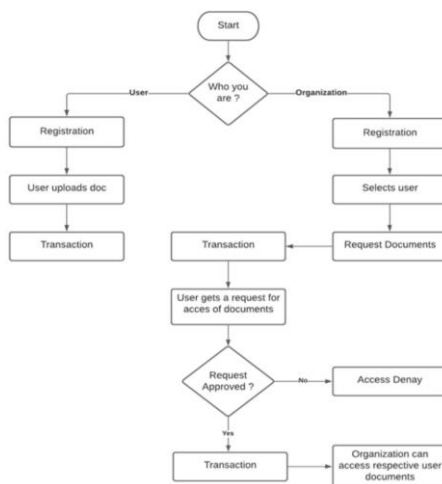 Start
Who you
are ?
User
Organization
Registration
Registration
User uploads doc
Selects user
Transaction
Transaction
Request Documents
User gets a request for
acces of documents
Request
Approved ?
No
Access Denay
Yes
Transaction
Organization can
access respective user
documents